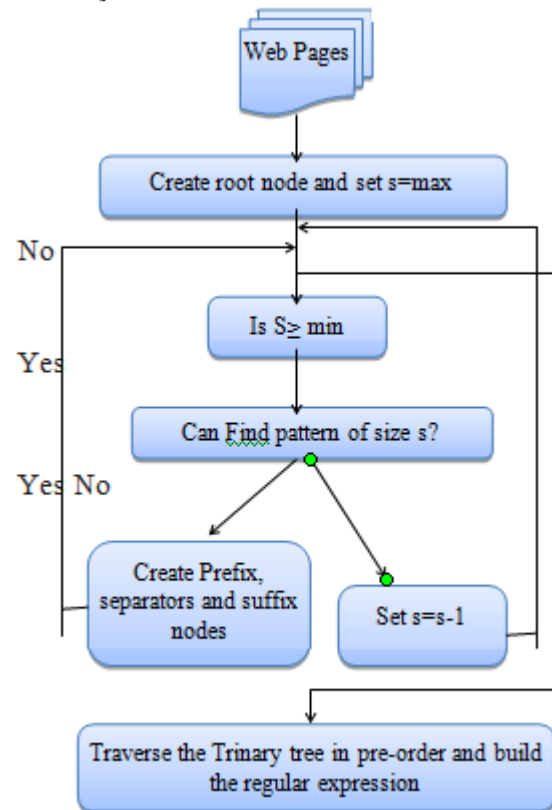 Web Pages
Create root node and set s=max
No
Is S≥ min
Yes
Can Find pattern of size s?
Yes No
Create Prefix,
separators and suffix
nodes
Set s=s-1
Traverse the Trinary tree in pre-order and build
the regular expression